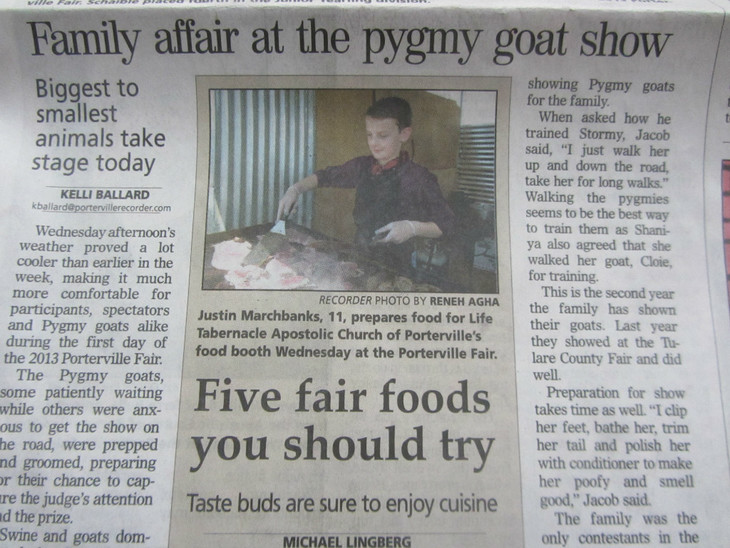 ville Fair. Schaible placed fourth in the Junior Yearling division.
Family affair at the pygmy goat show
Biggest to
smallest
animals take
stage today
KELLI BALLARD
kballard@portervillerecorder.com
Wednesday afternoon's
weather proved a lot
cooler than earlier in the
week, making it much
more comfortable for
participants, spectators
and Pygmy goats alike
during the first day of
the 2013 Porterville Fair.
The Pygmy goats,
some patiently waiting
while others were anx-
ous to get the show on
he road, were prepped
nd groomed, preparing
or their chance to cap-
re the judge's attention
d the prize.
Swine and goats dom-
RECORDER PHOTO BY RENEH AGHA
Justin Marchbanks, 11, prepares food for Life
Tabernacle Apostolic Church of Porterville's
food booth Wednesday at the Porterville Fair.
Five fair foods
you should try
Taste buds are sure to enjoy cuisine
MICHAEL LINGBERG
showing Pygmy goats
for the family.
When asked how he
trained Stormy, Jacob
said, “I just walk her
up and down the road,
take her for long walks.”
Walking the pygmies
seems to be the best way
to train them as Shani-
ya also agreed that she
walked her goat, Cloie,
for training.
This is the second year
the family has shown
their goats. Last year
they showed at the Tu-
lare County Fair and did
well.
Preparation for show
takes time as well. “I clip
her feet, bathe her, trim
her tail and polish her
with conditioner to make
her poofy and smell
good,” Jacob said.
The family was the
only contestants in the